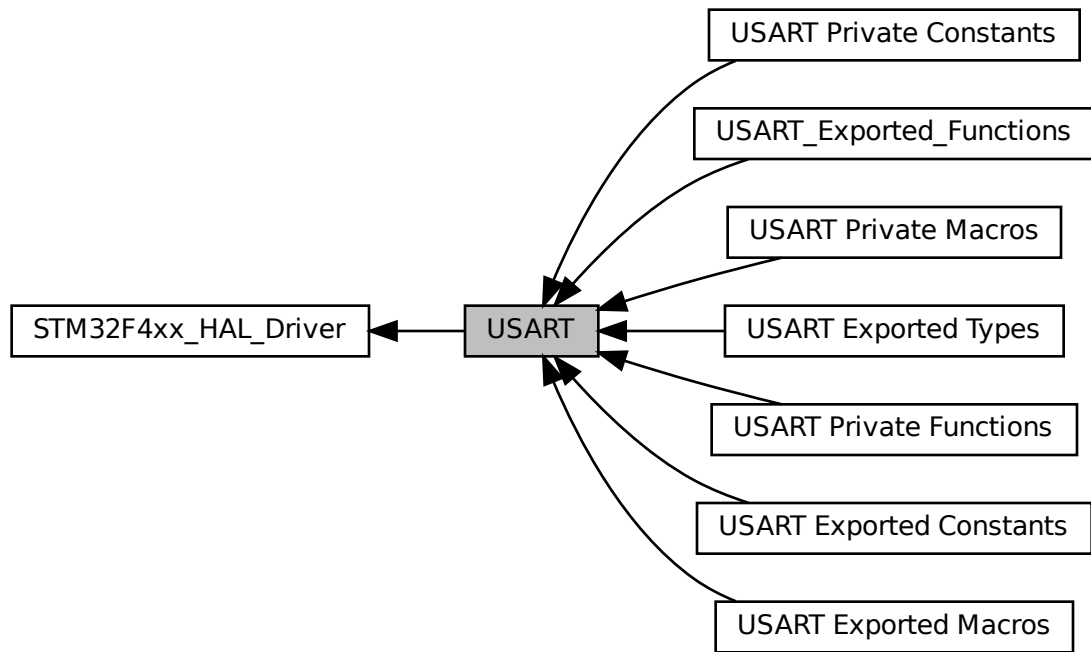 USART Private Constants
USART_Exported_Functions
USART Private Macros
STM32F4xx_HAL_Driver
USART
USART Exported Types
USART Private Functions
USART Exported Constants
USART Exported Macros